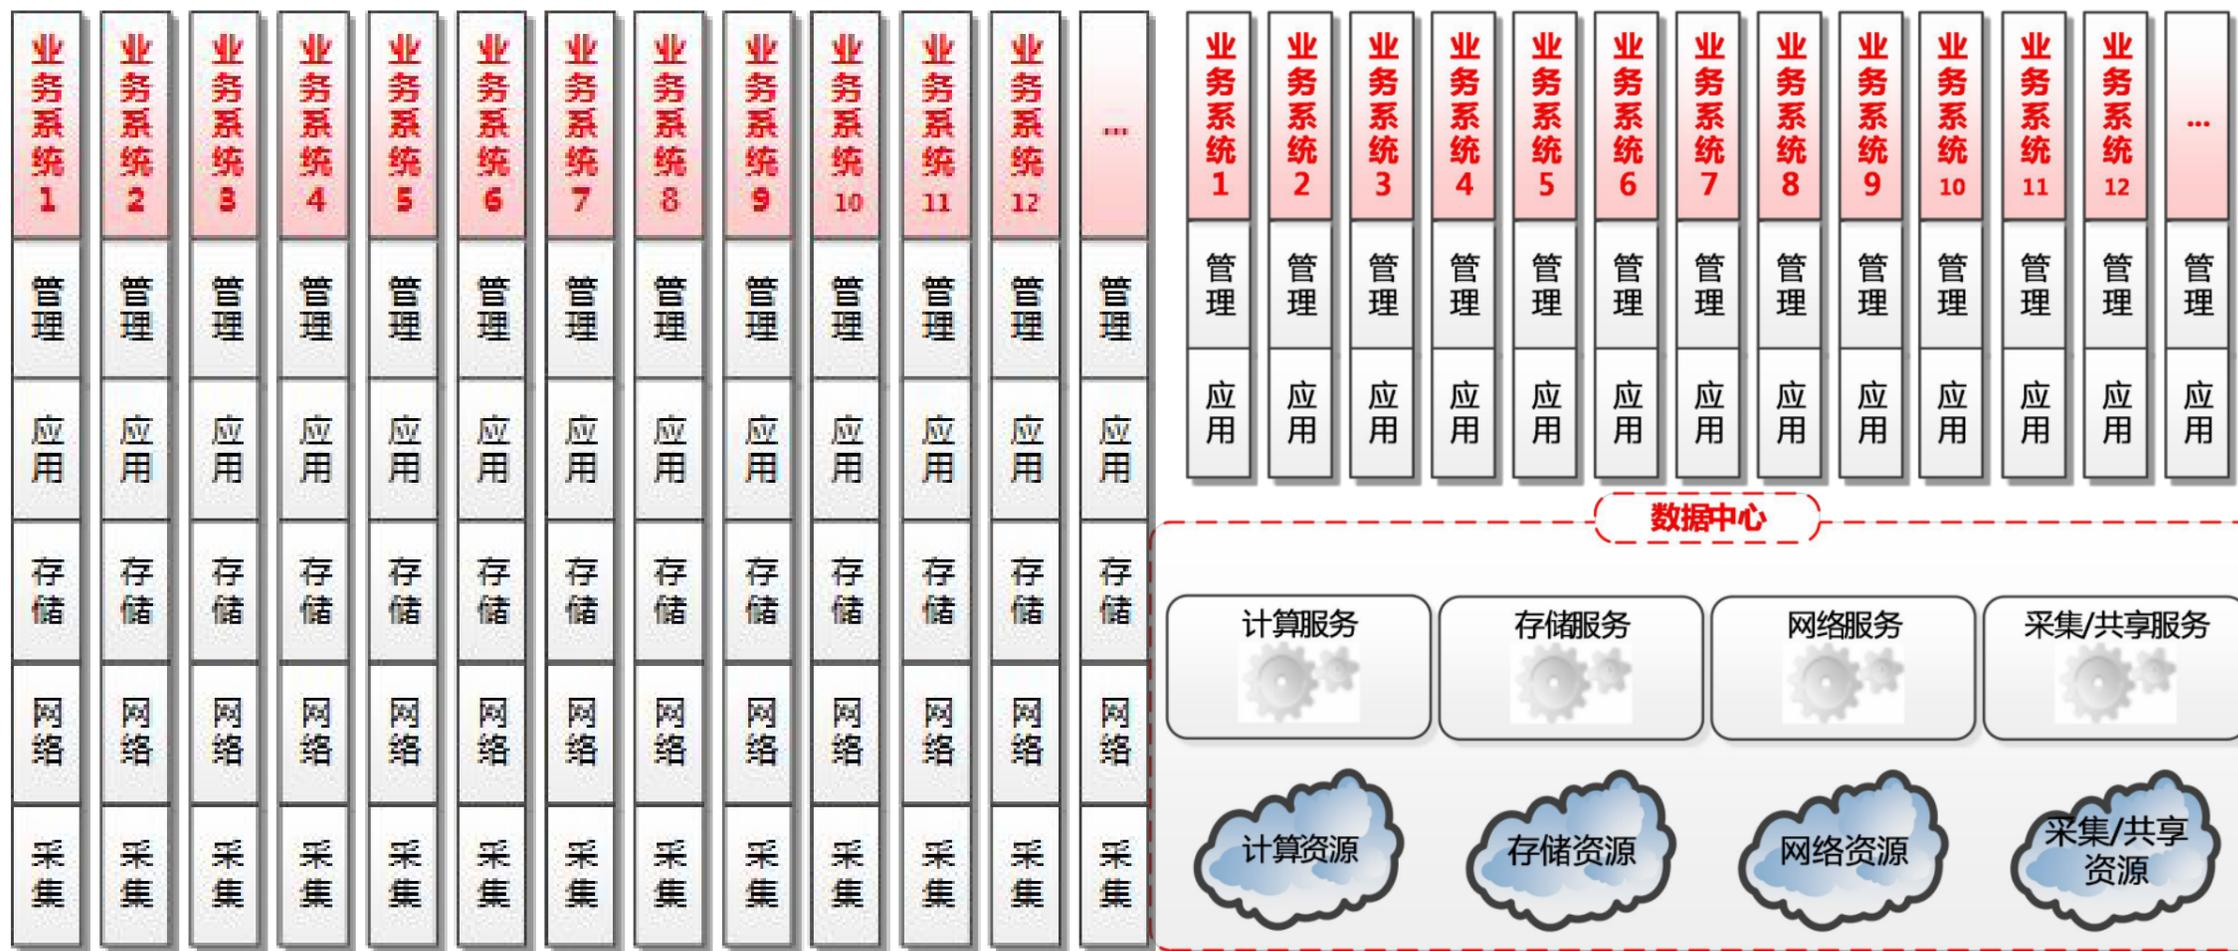 业务系统1
业务系统2
业务系统3
业务系统4
业务系统5
业务系统6
业务系统7
业务系统8
业务系统9
业务系统10
业务系统11
业务系统12
...
管理
管理
管理
管理
管理
管理
管理
管理
管理
管理
管理
管理
管理
应用
应用
应用
应用
应用
应用
应用
应用
应用
应用
应用
应用
应用
存储
存储
存储
存储
存储
存储
存储
存储
存储
存储
存储
存储
存储
网络
网络
网络
网络
网络
网络
网络
网络
网络
网络
网络
网络
网络
采集
采集
采集
采集
采集
采集
采集
采集
采集
采集
采集
采集
采集
业务系统1
业务系统2
业务系统3
业务系统4
业务系统5
业务系统6
业务系统7
业务系统8
业务系统9
业务系统10
业务系统11
业务系统12
...
管理
管理
管理
管理
管理
管理
管理
管理
管理
管理
管理
管理
管理
应用
应用
应用
应用
应用
应用
应用
应用
应用
应用
应用
应用
应用
数据中心
计算服务
存储服务
网络服务
采集/共享服务
计算资源
存储资源
网络资源
采集/共享
资源